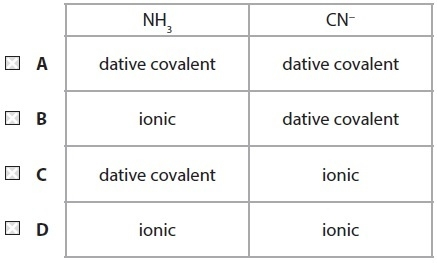 NH₃ CN⁻
A dative covalent dative covalent
B ionic dative covalent
C dative covalent ionic
D ionic ionic